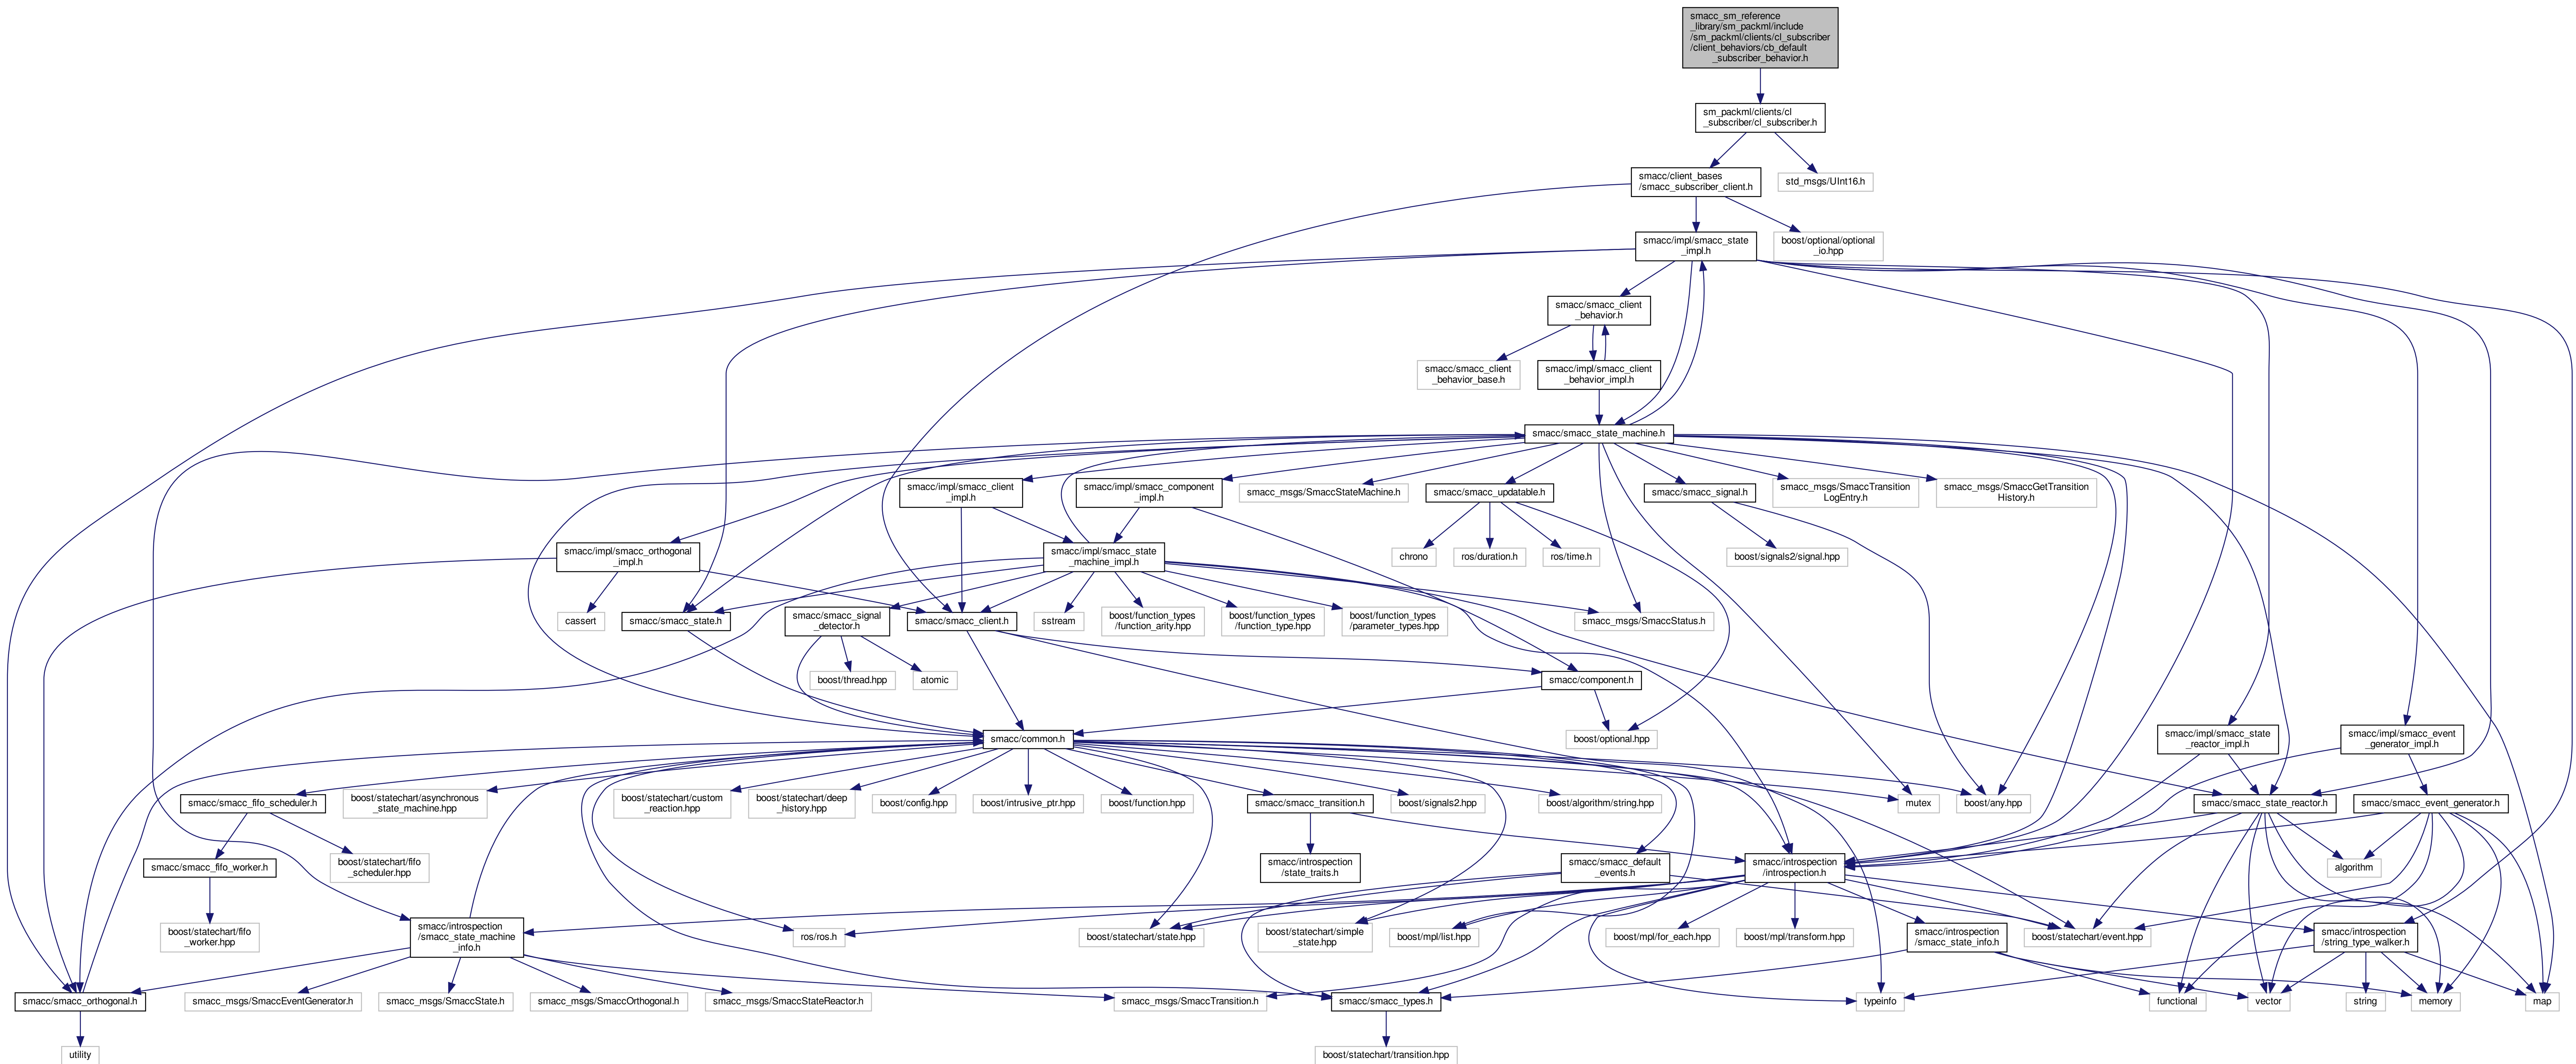 smacc_sm_reference
_library/sm_packml/include
/sm_packml/clients/cl_subscriber
/client_behaviors/cb_default
_subscriber_behavior.h
sm_packml/clients/cl
_subscriber/cl_subscriber.h
smacc/client_bases
/smacc_subscriber_client.h
std_msgs/UInt16.h
smacc/impl/smacc_state
_impl.h
boost/optional/optional
_io.hpp
smacc/smacc_client
_behavior.h
smacc/smacc_client
_behavior_base.h
smacc/impl/smacc_client
_behavior_impl.h
smacc/smacc_state_machine.h
smacc/impl/smacc_client
_impl.h
smacc/impl/smacc_component
_impl.h
smacc_msgs/SmaccStateMachine.h
smacc/smacc_updatable.h
smacc/smacc_signal.h
smacc_msgs/SmaccTransition
LogEntry.h
smacc_msgs/SmaccGetTransition
History.h
smacc/impl/smacc_orthogonal
_impl.h
smacc/impl/smacc_state
_machine_impl.h
chrono
ros/duration.h
ros/time.h
boost/signals2/signal.hpp
cassert
smacc/smacc_state.h
smacc/smacc_signal
_detector.h
smacc/smacc_client.h
sstream
boost/function_types
/function_arity.hpp
boost/function_types
/function_type.hpp
boost/function_types
/parameter_types.hpp
smacc_msgs/SmaccStatus.h
boost/thread.hpp
atomic
smacc/component.h
smacc/common.h
boost/optional.hpp
smacc/impl/smacc_state
_reactor_impl.h
smacc/impl/smacc_event
_generator_impl.h
smacc/smacc_fifo_scheduler.h
boost/statechart/asynchronous
_state_machine.hpp
boost/statechart/custom
_reaction.hpp
boost/statechart/deep
_history.hpp
boost/config.hpp
boost/intrusive_ptr.hpp
boost/function.hpp
smacc/smacc_transition.h
boost/signals2.hpp
boost/algorithm/string.hpp
mutex
boost/any.hpp
smacc/smacc_state_reactor.h
smacc/smacc_event_generator.h
smacc/smacc_fifo_worker.h
boost/statechart/fifo
_scheduler.hpp
smacc/introspection
/state_traits.h
smacc/smacc_default
_events.h
smacc/introspection
/introspection.h
algorithm
boost/statechart/fifo
_worker.hpp
smacc/introspection
/smacc_state_machine
_info.h
ros/ros.h
boost/statechart/state.hpp
boost/statechart/simple
_state.hpp
boost/mpl/list.hpp
boost/mpl/for_each.hpp
boost/mpl/transform.hpp
smacc/introspection
/smacc_state_info.h
boost/statechart/event.hpp
smacc/introspection
/string_type_walker.h
smacc/smacc_orthogonal.h
smacc_msgs/SmaccEventGenerator.h
smacc_msgs/SmaccState.h
smacc_msgs/SmaccOrthogonal.h
smacc_msgs/SmaccStateReactor.h
smacc_msgs/SmaccTransition.h
smacc/smacc_types.h
typeinfo
functional
vector
string
memory
map
utility
boost/statechart/transition.hpp